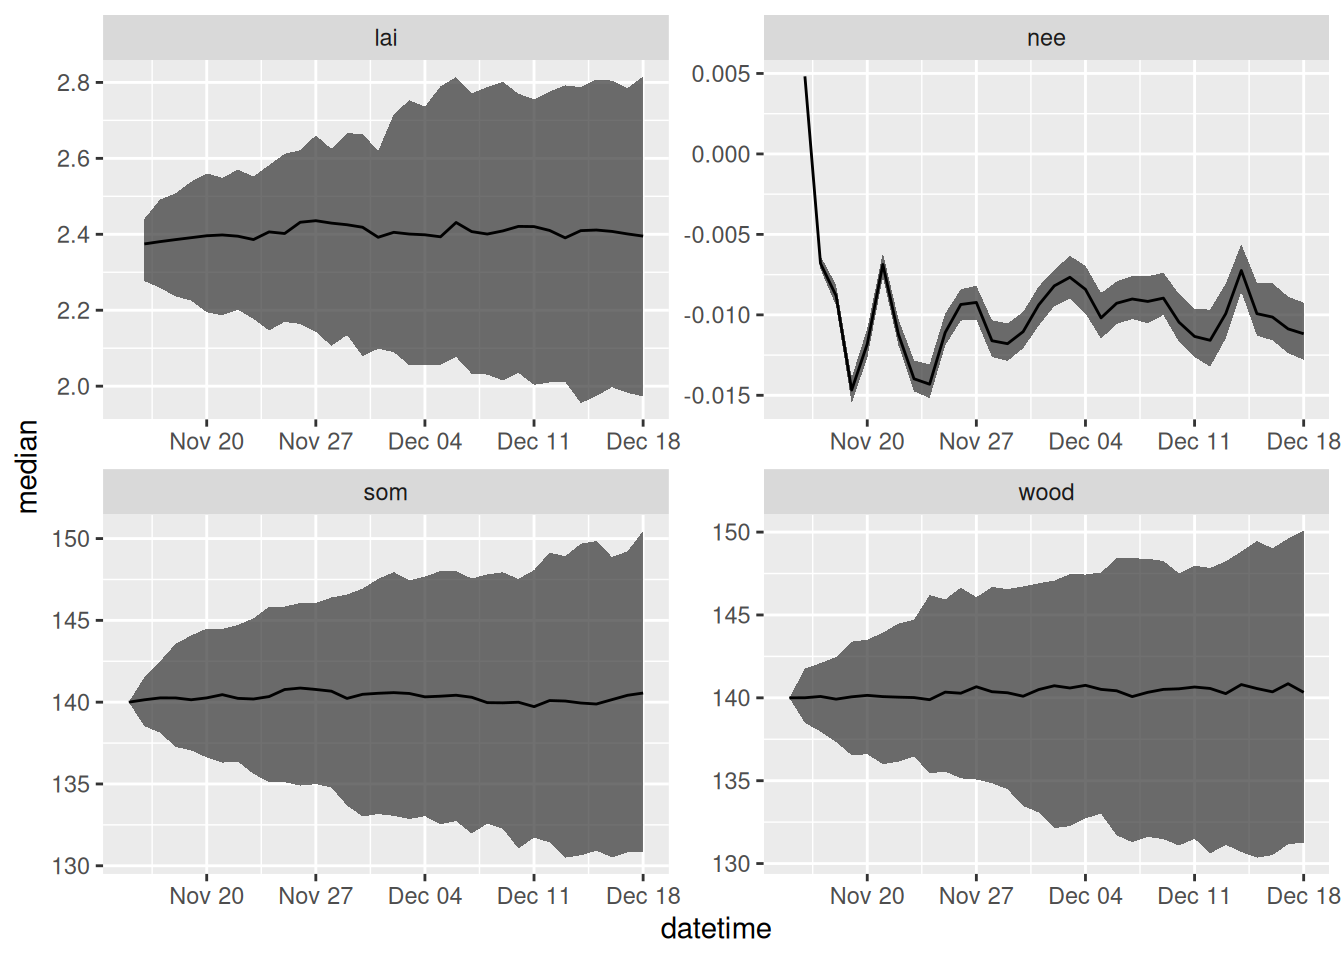 lai
nee
2.8
2.6
2.4
2.2
2.0
0.005
0.000
-0.005
-0.010
-0.015
Nov 20 Nov 27 Dec 04 Dec 11 Dec 18
Nov 20 Nov 27 Dec 04 Dec 11 Dec 18
median
som
wood
150
145
140
135
130
150
145
140
135
130
Nov 20 Nov 27 Dec 04 Dec 11 Dec 18
Nov 20 Nov 27 Dec 04 Dec 11 Dec 18
datetime